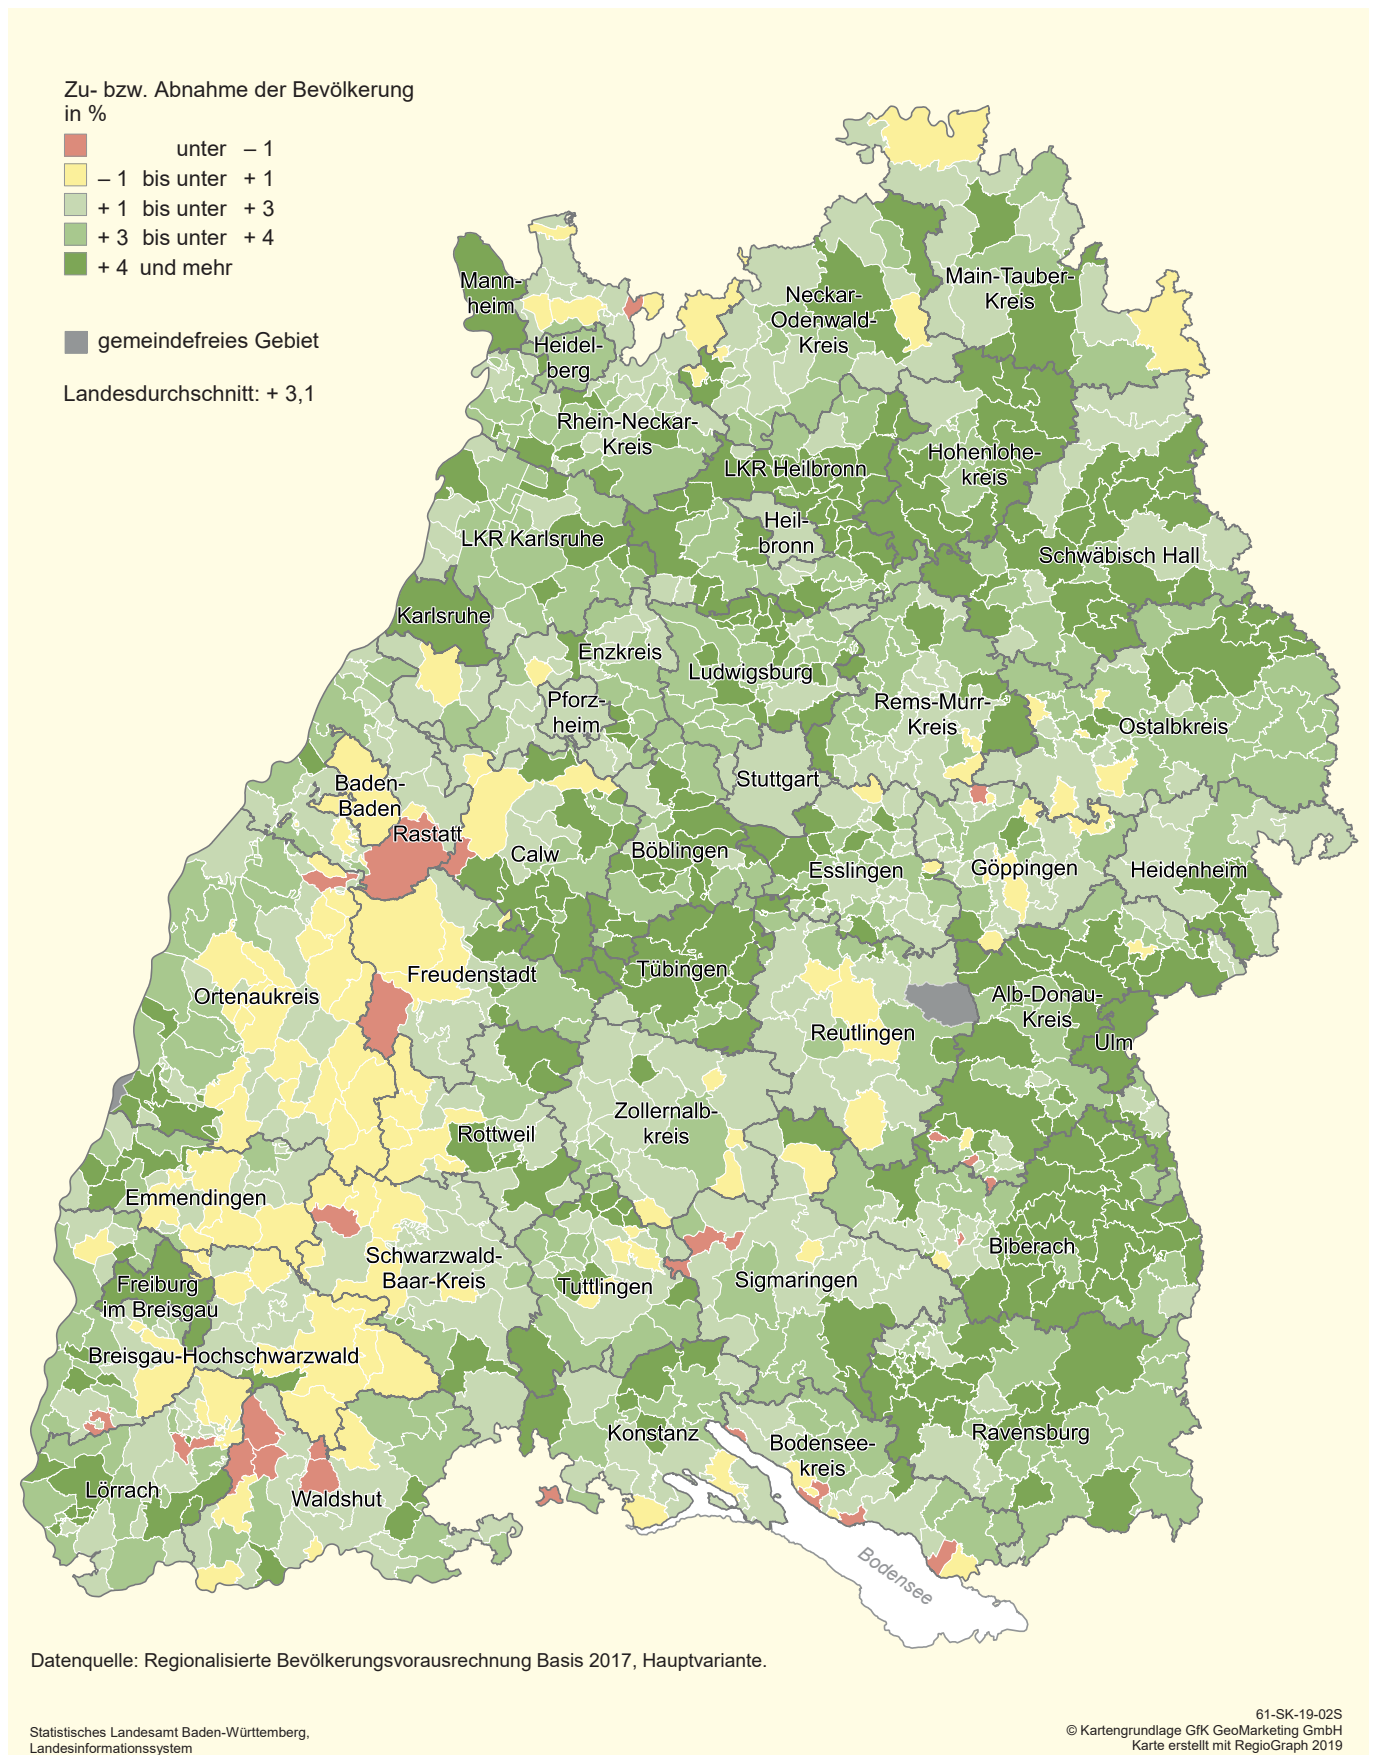 Zu- bzw. Abnahme der Bevölkerung
in %
unter – 1
– 1 bis unter + 1
+ 1 bis unter + 3
+ 3 bis unter + 4
+ 4 und mehr
gemeindefreies Gebiet
Landesdurchschnitt: + 3,1
Mann-
heim
Heidel-
berg
Rhein-Neckar-
Kreis
Neckar-
Odenwald-
Kreis
Main-Tauber-
Kreis
LKR Heilbronn
Hohenlohe-
kreis
Heil-
bronn
LKR Karlsruhe
Schwäbisch Hall
Karlsruhe
Enzkreis
Ludwigsburg
Pforz-
heim
Rems-Murr-
Kreis
Ostalbkreis
Stuttgart
Baden-
Baden
Rastatt
Calw
Böblingen
Esslingen
Göppingen
Heidenheim
Freudenstadt
Tübingen
Ortenaukreis
Reutlingen
Alb-Donau-
Kreis
Ulm
Zollernalb-
kreis
Rottweil
Emmendingen
Schwarzwald-
Baar-Kreis
Tuttlingen
Sigmaringen
Biberach
Freiburg
im Breisgau
Breisgau-Hochschwarzwald
Konstanz
Bodensee-
kreis
Ravensburg
Lörrach
Waldshut
Bodensee
Datenquelle: Regionalisierte Bevölkerungsvorausrechnung Basis 2017, Hauptvariante.
Statistisches Landesamt Baden-Württemberg,
Landesinformationssystem
61-SK-19-02S
© Kartengrundlage GfK GeoMarketing GmbH
Karte erstellt mit RegioGraph 2019